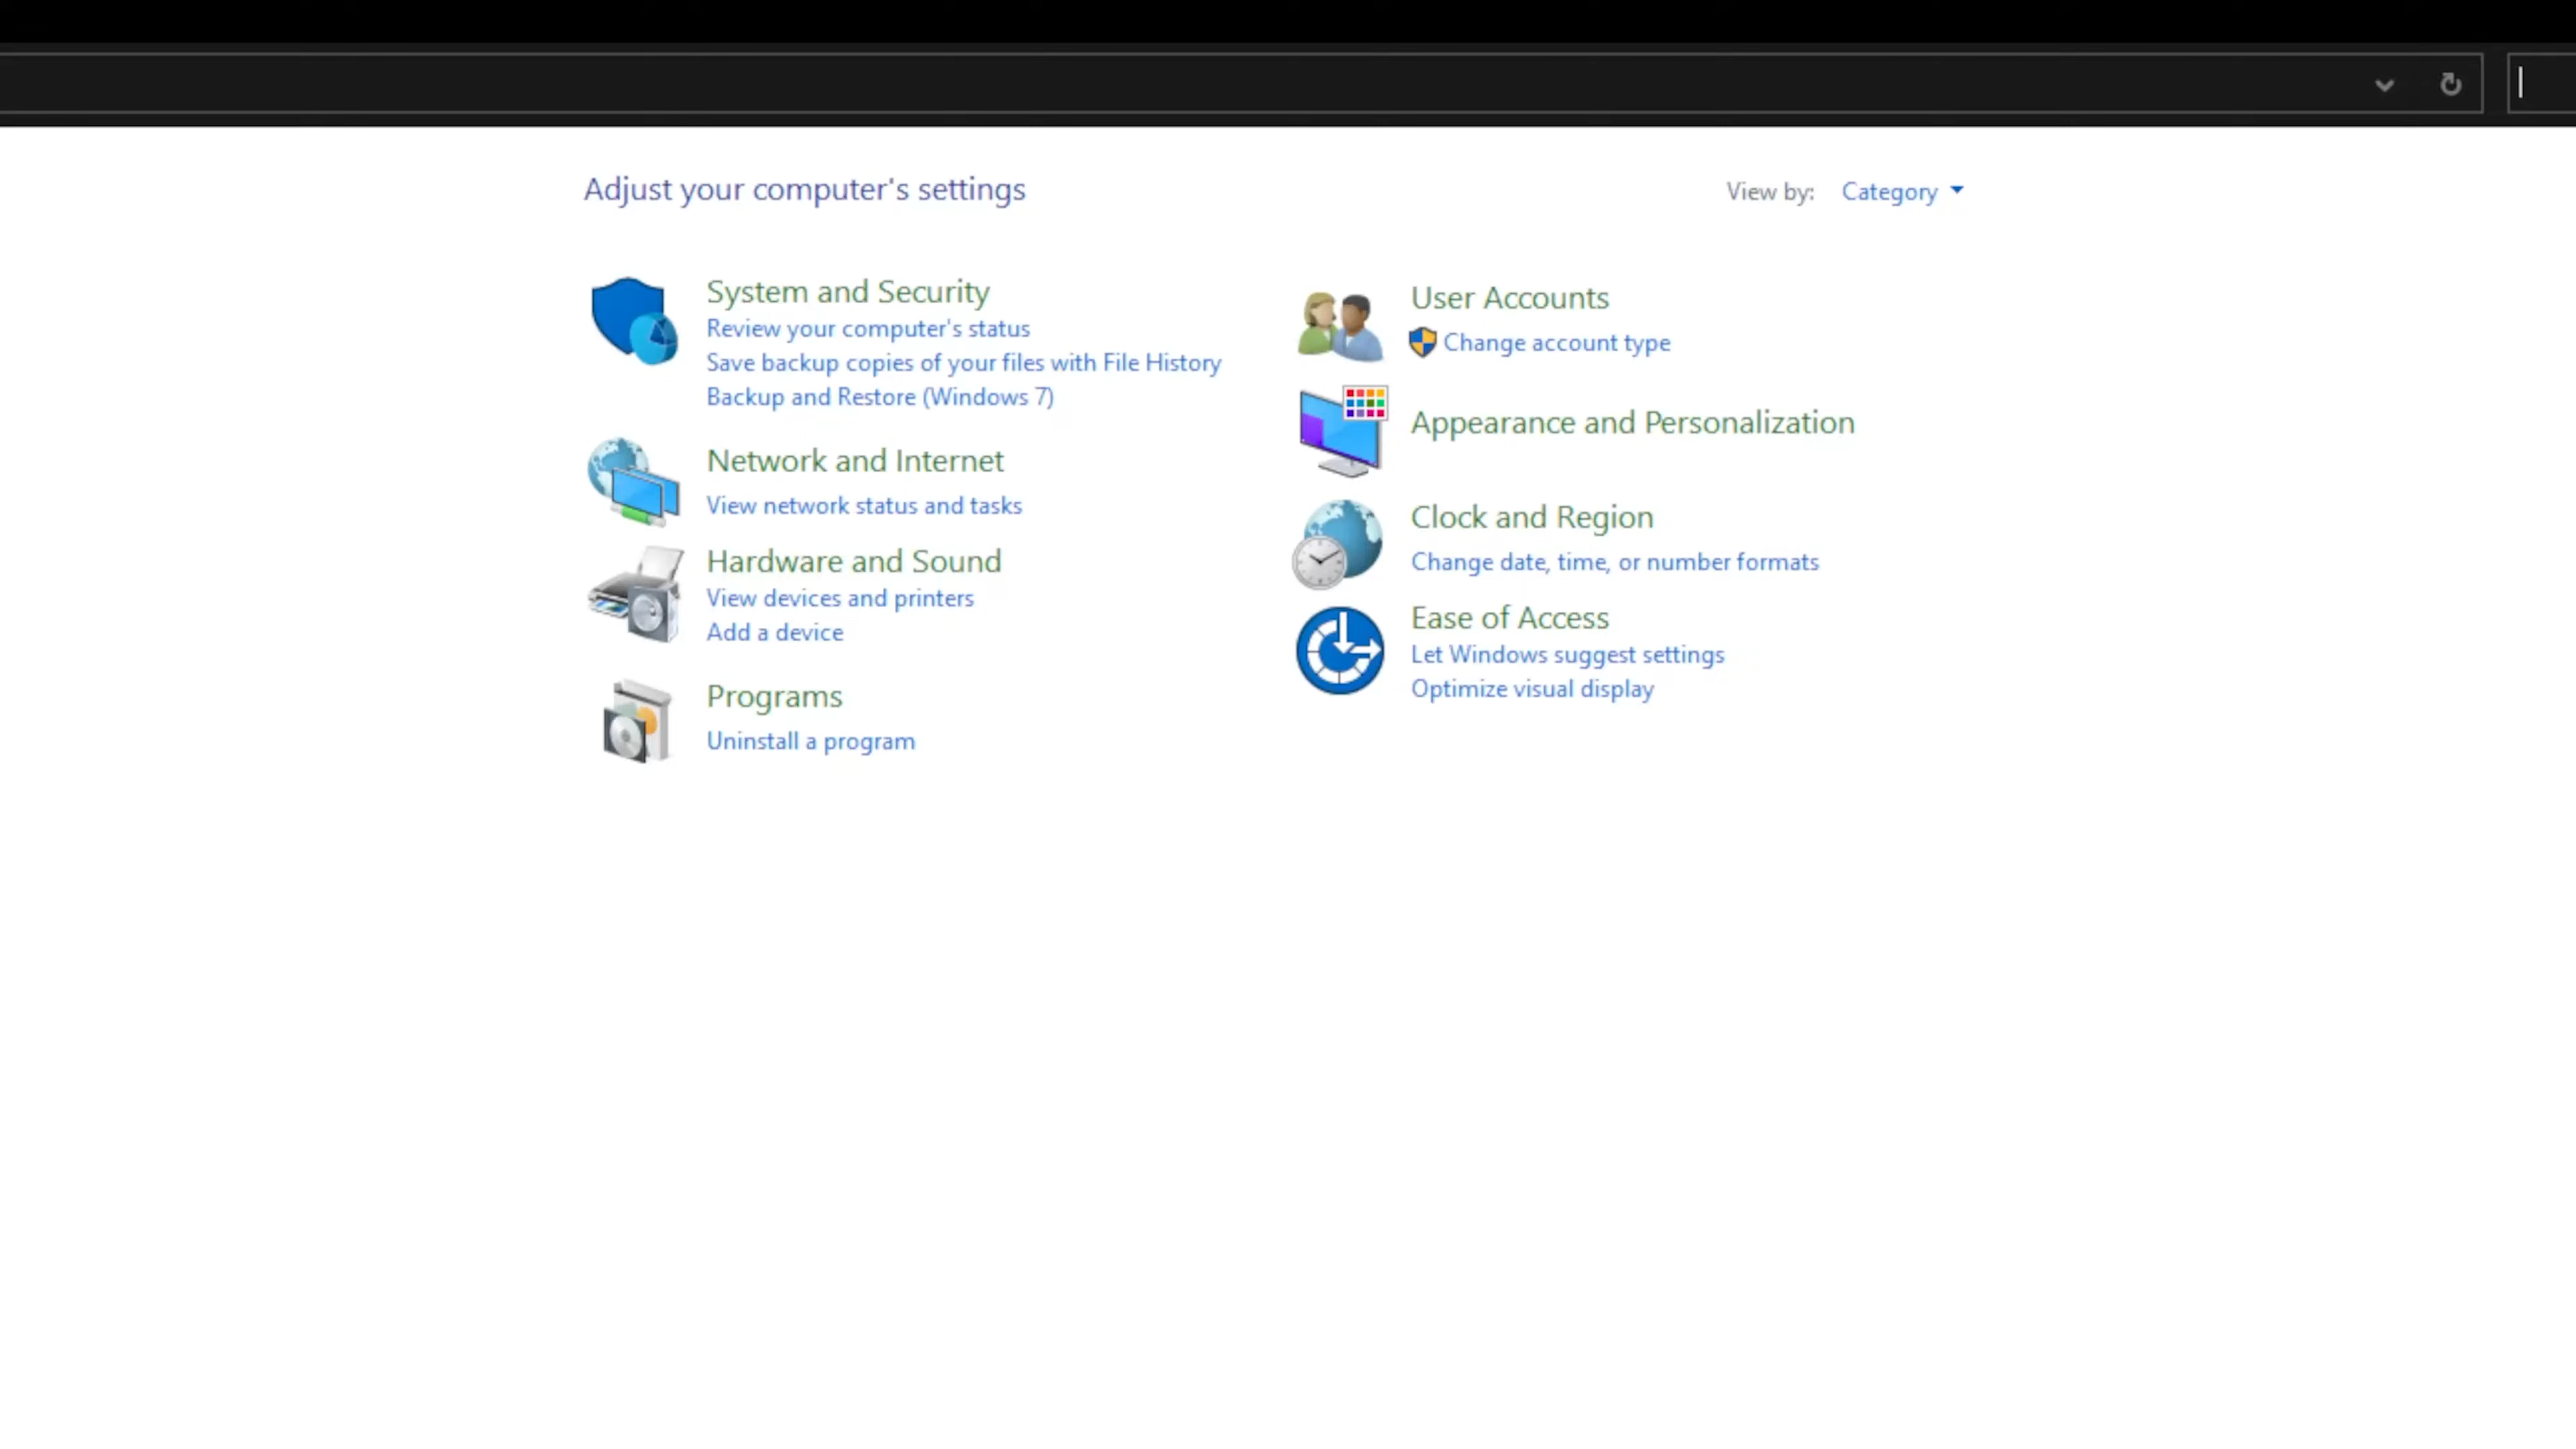 Adjust your computer's settings
View by: Category
System and Security
Review your computer's status
Save backup copies of your files with File History
Backup and Restore (Windows 7)
Network and Internet
View network status and tasks
Hardware and Sound
View devices and printers
Add a device
Programs
Uninstall a program
User Accounts
Change account type
Appearance and Personalization
Clock and Region
Change date, time, or number formats
Ease of Access
Let Windows suggest settings
Optimize visual display